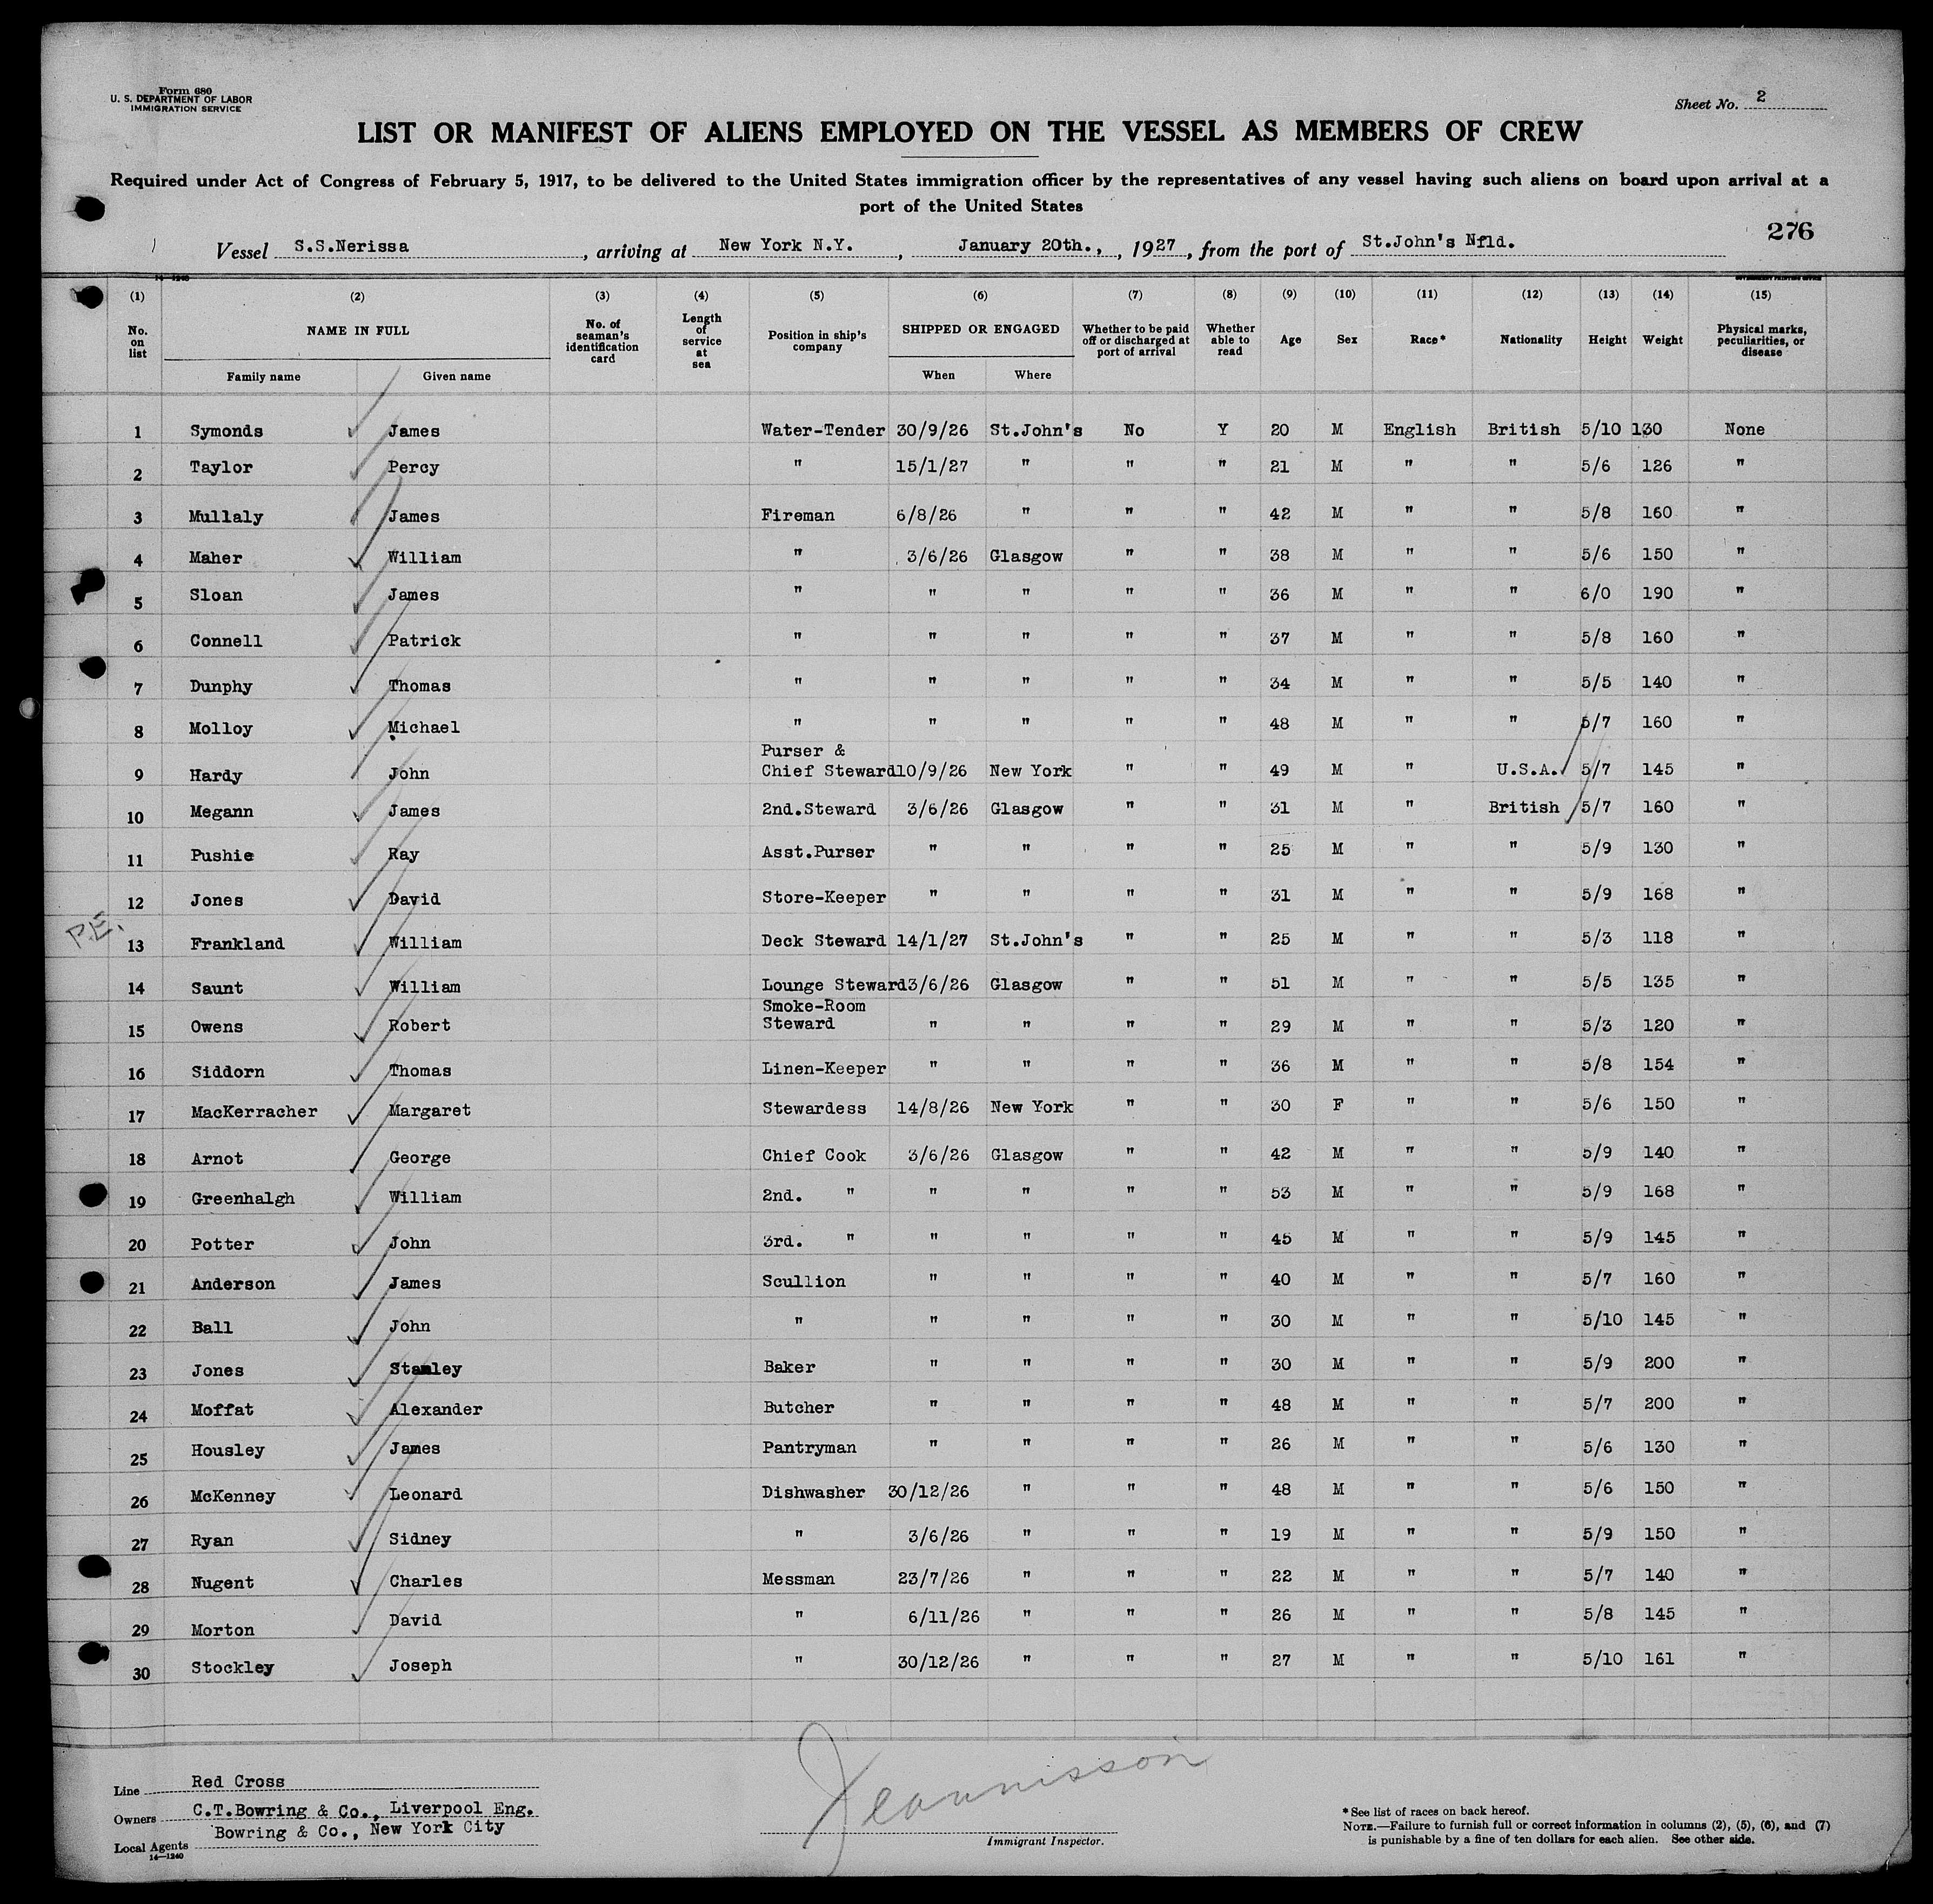 Form 680
U. S. DEPARTMENT OF LABOR
IMMIGRATION SERVICE
Sheet No. 2
LIST OR MANIFEST OF ALIENS EMPLOYED ON THE VESSEL AS MEMBERS OF CREW
Required under Act of Congress of February 5, 1917, to be delivered to the United States immigration officer by the representatives of any vessel having such aliens on board upon arrival at a
port of the United States
276
Vessel S.S.Nerissa, arriving at New York N.Y., January 20th., 1927, from the port of St.John's Nfld.
14-1240
(1) (2) (3) (4) (5) (6) (7) (8) (9) (10) (11) (12) (13) (14) (15)
No. on list NAME IN FULL No. of seaman's identification card Length of service at sea Position in ship's company SHIPPED OR ENGAGED Whether to be paid off or discharged at port of arrival Whether able to read Age Sex Race* Nationality Height Weight Physical marks, peculiarities, or disease
Family name Given name When Where
1 Symonds James Water-Tender 30/9/26 St.John's No Y 20 M English British 5/10 130 None
2 Taylor Percy " 15/1/27 " " " 21 M " " 5/6 126 "
3 Mullaly James Fireman 6/8/26 " " " 42 M " " 5/8 160 "
4 Maher William " 3/6/26 Glasgow " " 38 M " " 5/6 150 "
5 Sloan James " " " " " 36 M " " 6/0 190 "
6 Connell Patrick " " " " " 37 M " " 5/8 160 "
7 Dunphy Thomas " " " " " 34 M " " 5/5 140 "
8 Molloy Michael " " " " " 48 M " " 5/7 160 "
9 Hardy John Purser & Chief Steward 10/9/26 New York " " 49 M " U.S.A. 5/7 145 "
10 Megann James 2nd.Steward 3/6/26 Glasgow " " 31 M " British 5/7 160 "
11 Pushie Ray Asst.Purser " " " " 25 M " " 5/9 130 "
12 Jones David Store-Keeper " " " " 31 M " " 5/9 168 "
P.E. 13 Frankland William Deck Steward 14/1/27 St.John's " " 25 M " " 5/3 118 "
14 Saunt William Lounge Steward 3/6/26 Glasgow " " 51 M " " 5/5 135 "
15 Owens Robert Smoke-Room Steward " " " " 29 M " " 5/3 120 "
16 Siddorn Thomas Linen-Keeper " " " " 36 M " " 5/8 154 "
17 MacKerracher Margaret Stewardess 14/8/26 New York " " 30 F " " 5/6 150 "
18 Arnot George Chief Cook 3/6/26 Glasgow " " 42 M " " 5/9 140 "
19 Greenhalgh William 2nd. " " " " " 53 M " " 5/9 168 "
20 Potter John 3rd. " " " " " 45 M " " 5/9 145 "
21 Anderson James Scullion " " " " 40 M " " 5/7 160 "
22 Ball John " " " " " 30 M " " 5/10 145 "
23 Jones Stanley Baker " " " " 30 M " " 5/9 200 "
24 Moffat Alexander Butcher " " " " 48 M " " 5/7 200 "
25 Housley James Pantryman " " " " 26 M " " 5/6 130 "
26 McKenney Leonard Dishwasher 30/12/26 " " " 48 M " " 5/6 150 "
27 Ryan Sidney " 3/6/26 " " " 19 M " " 5/9 150 "
28 Nugent Charles Messman 23/7/26 " " " 22 M " " 5/7 140 "
29 Morton David " 6/11/26 " " " 26 M " " 5/8 145 "
30 Stockley Joseph " 30/12/26 " " " 27 M " " 5/10 161 "
Line Red Cross
Owners C.T.Bowring & Co., Liverpool Eng.
Local Agents Bowring & Co., New York City
14-1240
Jeannisson
Immigrant Inspector.
* See list of races on back hereof.
NOTE.—Failure to furnish full or correct information in columns (2), (5), (6), and (7)
is punishable by a fine of ten dollars for each alien. See other side.